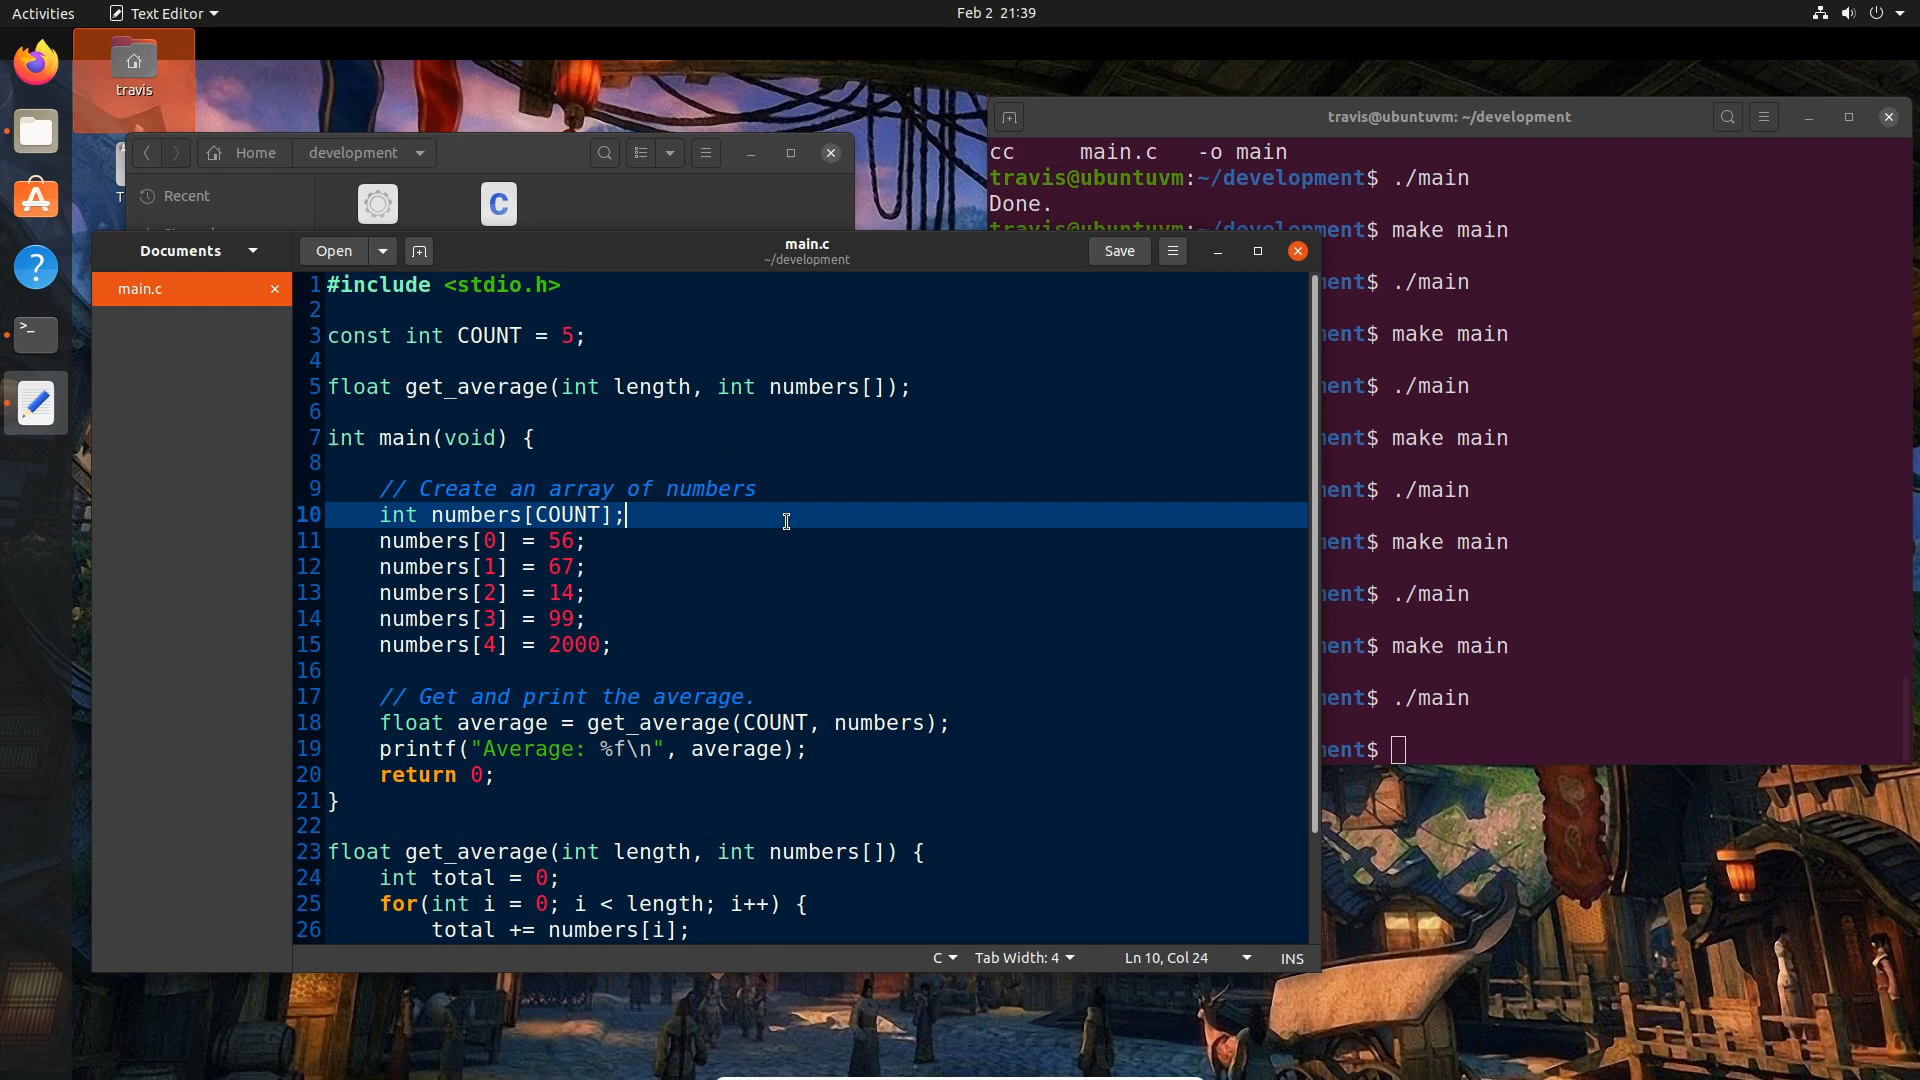 Activities
Text Editor
Feb 2 21:39
travis
Home
development
Recent
travis@ubuntuvm: ~/development
cc main.c -o main
travis@ubuntuvm:~/development$ ./main
Done.
travis@ubuntuvm:~/development$ make main
ent$ ./main
ent$ make main
ent$ ./main
ent$ make main
ent$ ./main
ent$ make main
ent$ ./main
ent$ make main
ent$ ./main
ent$
Documents
Open
main.c
~/development
Save
main.c
1 #include <stdio.h>
2
3 const int COUNT = 5;
4
5 float get_average(int length, int numbers[]);
6
7 int main(void) {
8
9 // Create an array of numbers
10 int numbers[COUNT];
11 numbers[0] = 56;
12 numbers[1] = 67;
13 numbers[2] = 14;
14 numbers[3] = 99;
15 numbers[4] = 2000;
16
17 // Get and print the average.
18 float average = get_average(COUNT, numbers);
19 printf("Average: %f\n", average);
20 return 0;
21 }
22
23 float get_average(int length, int numbers[]) {
24 int total = 0;
25 for(int i = 0; i < length; i++) {
26 total += numbers[i];
C
Tab Width: 4
Ln 10, Col 24
INS